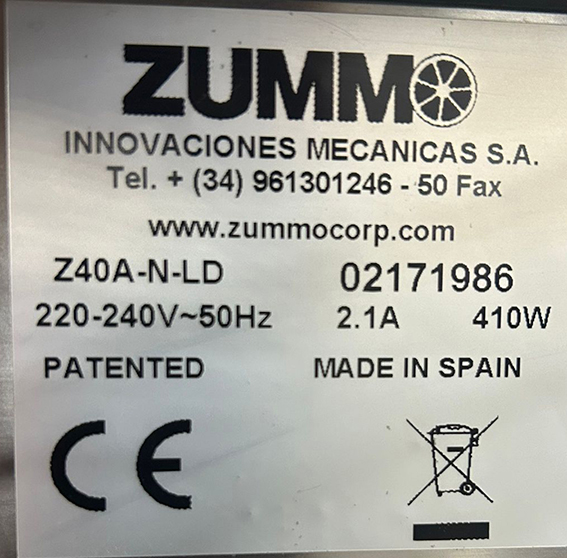 ZUMMO
INNOVACIONES MECANICAS S.A.
Tel. + (34) 961301246 - 50 Fax
www.zummocorp.com
Z40A-N-LD 02171986
220-240V~50Hz 2.1A 410W
PATENTED MADE IN SPAIN
CE